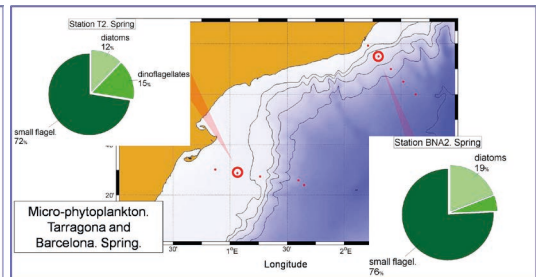 Station T2. Spring
diatoms
12%
dinoflagellates
15%
small flagel.
72%
Station BNA2. Spring
diatoms
19%
small flagel.
76%
Micro-phytoplankton.
Tarragona and
Barcelona. Spring.
40'
20'
30'
1°E
30'
2°E
Longitude